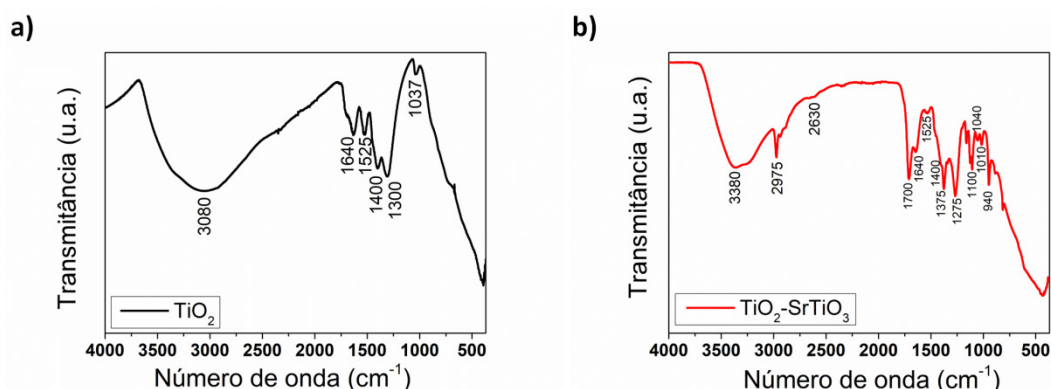 a)
Transmitância (u.a.)
3080
1640
1525
1400
1300
1037
TiO₂
4000 3500 3000 2500 2000 1500 1000 500
Número de onda (cm⁻¹)
b)
Transmitância (u.a.)
3380
2975
2630
1700
1640
1525
1400
1375
1275
1100
1040
1010
940
TiO₂-SrTiO₃
4000 3500 3000 2500 2000 1500 1000 500
Número de onda (cm⁻¹)